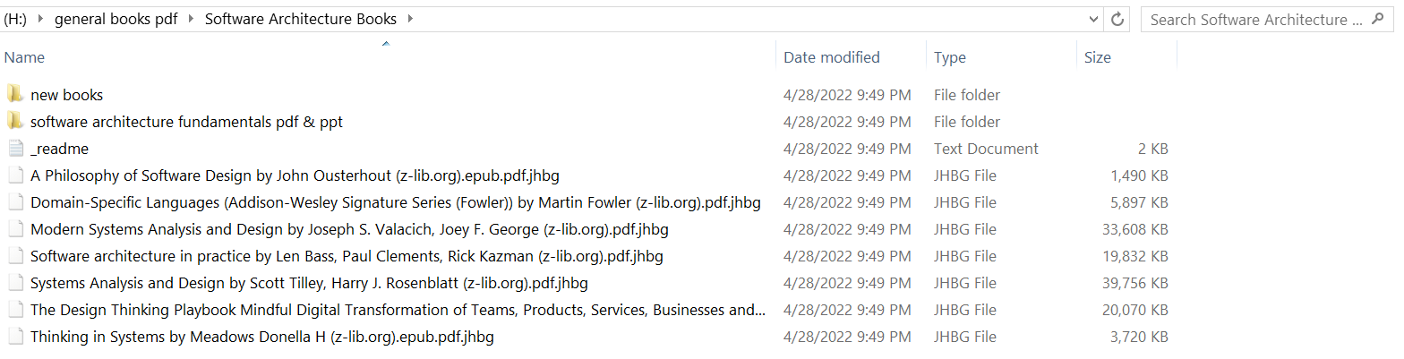 (H:) general books pdf Software Architecture Books Search Software Architecture ...
Name Date modified Type Size
new books 4/28/2022 9:49 PM File folder
software architecture fundamentals pdf & ppt 4/28/2022 9:49 PM File folder
_readme 4/28/2022 9:49 PM Text Document 2 KB
A Philosophy of Software Design by John Ousterhout (z-lib.org).epub.pdf.jhbg 4/28/2022 9:49 PM JHBG File 1,490 KB
Domain-Specific Languages (Addison-Wesley Signature Series (Fowler)) by Martin Fowler (z-lib.org).pdf.jhbg 4/28/2022 9:49 PM JHBG File 5,897 KB
Modern Systems Analysis and Design by Joseph S. Valacich, Joey F. George (z-lib.org).pdf.jhbg 4/28/2022 9:49 PM JHBG File 33,608 KB
Software architecture in practice by Len Bass, Paul Clements, Rick Kazman (z-lib.org).pdf.jhbg 4/28/2022 9:49 PM JHBG File 19,832 KB
Systems Analysis and Design by Scott Tilley, Harry J. Rosenblatt (z-lib.org).pdf.jhbg 4/28/2022 9:49 PM JHBG File 39,756 KB
The Design Thinking Playbook Mindful Digital Transformation of Teams, Products, Services, Businesses and... 4/28/2022 9:49 PM JHBG File 20,070 KB
Thinking in Systems by Meadows Donella H (z-lib.org).epub.pdf.jhbg 4/28/2022 9:49 PM JHBG File 3,720 KB